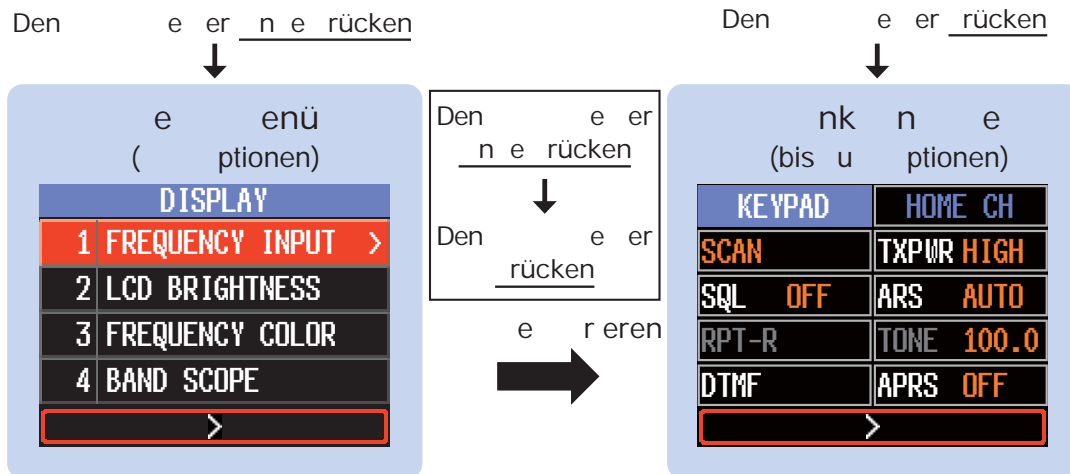 Den e er n e rücken
e enü
( ptionen)
DISPLAY
1 FREQUENCY INPUT >
2 LCD BRIGHTNESS
3 FREQUENCY COLOR
4 BAND SCOPE
>
Den e er
n e rücken
Den e er
rücken
e r eren
Den e er rücken
nk n e
(bis u ptionen)
KEYPAD HOME CH
SCAN TXPWR HIGH
SQL OFF ARS AUTO
RPT-R TONE 100.0
DTMF APRS OFF
>